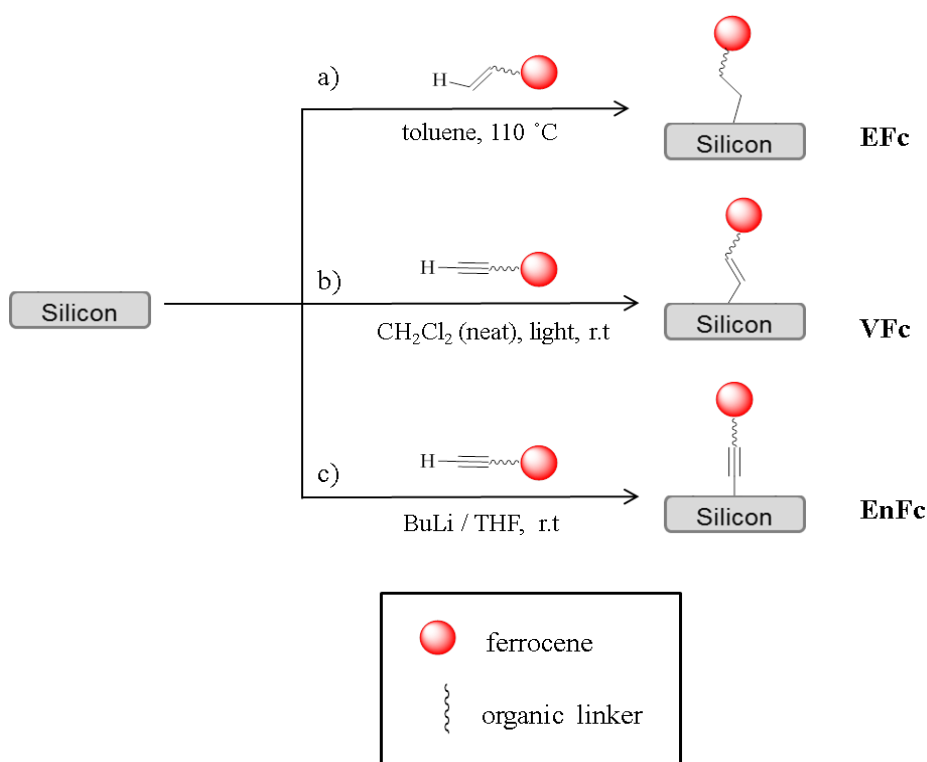 a)
H
toluene, 110 ˚C
Silicon
EFc
b)
H
CH₂Cl₂ (neat), light, r.t
Silicon
VFc
Silicon
c)
H
BuLi / THF, r.t
Silicon
EnFc
ferrocene
organic linker